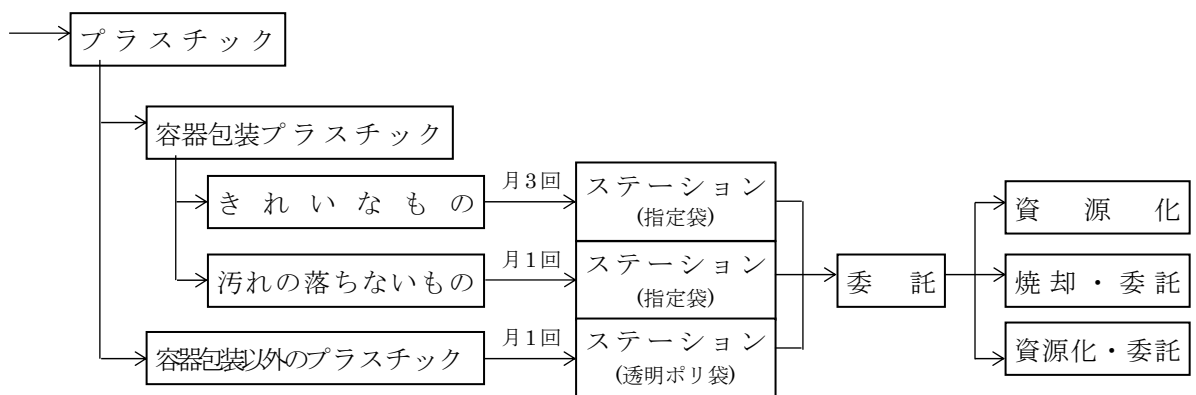 プラスチック
容器包装プラスチック
きれいなもの
月3回
ステーション
(指定袋)
汚れの落ちないもの
月1回
ステーション
(指定袋)
容器包装以外のプラスチック
月1回
ステーション
(透明ポリ袋)
委託
資源化
焼却・委託
資源化・委託